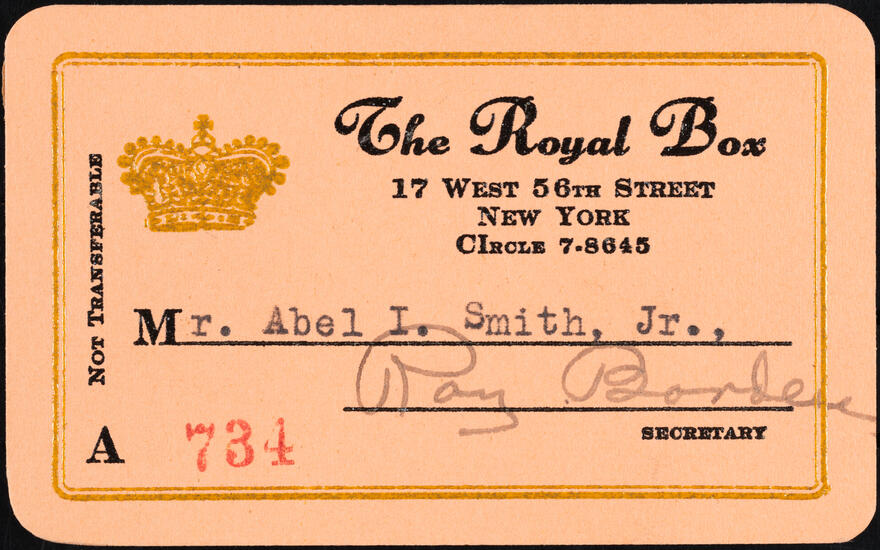 The Royal Box
17 West 56th Street
New York
CIrcle 7-8645
Not Transferable
Mr. Abel I. Smith, Jr.,
Ray Borden
Secretary
A 734